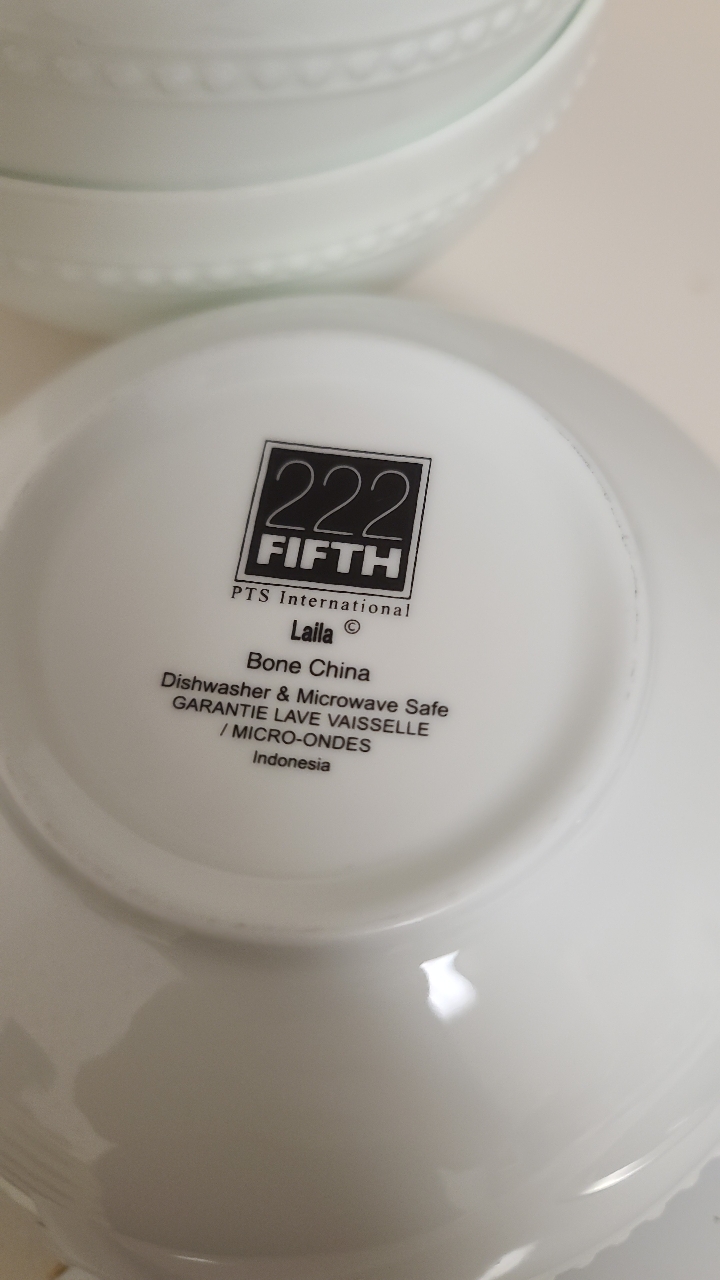 222
FIFTH
PTS International
Laila ©
Bone China
Dishwasher & Microwave Safe
GARANTIE LAVE VAISSELLE
/ MICRO-ONDES
Indonesia